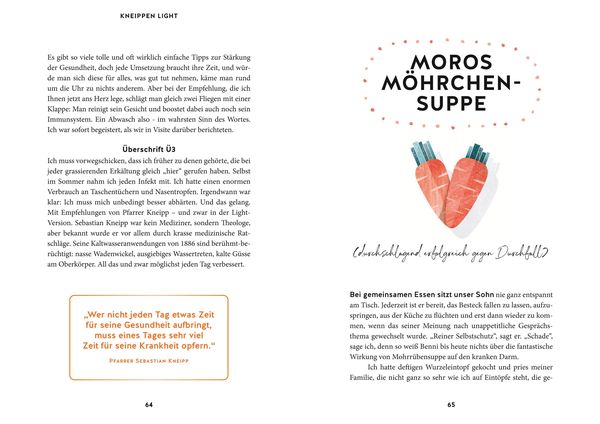 KNEIPPEN LIGHT
Es gibt so viele tolle und oft wirklich einfache Tipps zur Stärkung
der Gesundheit, doch jede Umsetzung braucht ihre Zeit, und wür-
de man sich diese für alles, was gut tut nehmen, käme man rund
um die Uhr zu nichts anderem. Aber bei der Empfehlung, die ich
Ihnen jetzt ans Herz lege, schlägt man gleich zwei Fliegen mit einer
Klappe: Man reinigt sein Gesicht und boostet dabei auch noch sein
Immunsystem. Ein Abwasch also - im wahrsten Sinn des Wortes.
Ich war sofort begeistert, als wir in Visite darüber berichteten.
Überschrift Ü3
Ich muss vorwegschicken, dass ich früher zu denen gehörte, die bei
jeder grassierenden Erkältung gleich „hier" gerufen haben. Selbst
im Sommer nahm ich jeden Infekt mit. Ich hatte einen enormen
Verbrauch an Taschentüchern und Nasentropfen. Irgendwann war
klar: Ich muss mich unbedingt besser abhärten. Und das gelang.
Mit Empfehlungen von Pfarrer Kneipp – und zwar in der Light-
Version. Sebastian Kneipp war kein Mediziner, sondern Theologe,
aber bekannt wurde er vor allem durch krasse medizinische Rat-
schläge. Seine Kaltwasseranwendungen von 1886 sind berühmt-be-
rüchtigt: nasse Wadenwickel, ausgiebiges Wassertreten, kalte Güsse
am Oberkörper. All das und zwar möglichst jeden Tag verbessert.
„Wer nicht jeden Tag etwas Zeit
für seine Gesundheit aufbringt,
muss eines Tages sehr viel
Zeit für seine Krankheit opfern.“
Pfarrer Sebastian Kneipp
64
MOROS
MÖHRCHEN-
SUPPE
(durchschlagend erfolgreich gegen Durchfall)
Bei gemeinsamen Essen sitzt unser Sohn nie ganz entspannt
am Tisch. Jederzeit ist er bereit, das Besteck fallen zu lassen, aufzu-
springen, aus der Küche zu flüchten und erst dann wieder zu kom-
men, wenn das seiner Meinung nach unappetitliche Gesprächs-
thema gewechselt wurde. „Reiner Selbstschutz", sagt er. „Schade",
sage ich, denn so weiß Benni bis heute nichts über die fantastische
Wirkung von Mohrrübensuppe auf den kranken Darm.
Ich hatte deftigen Wurzeleintopf gekocht und pries meiner
Familie, die nicht ganz so sehr wie ich auf Eintöpfe steht, die ge-
65